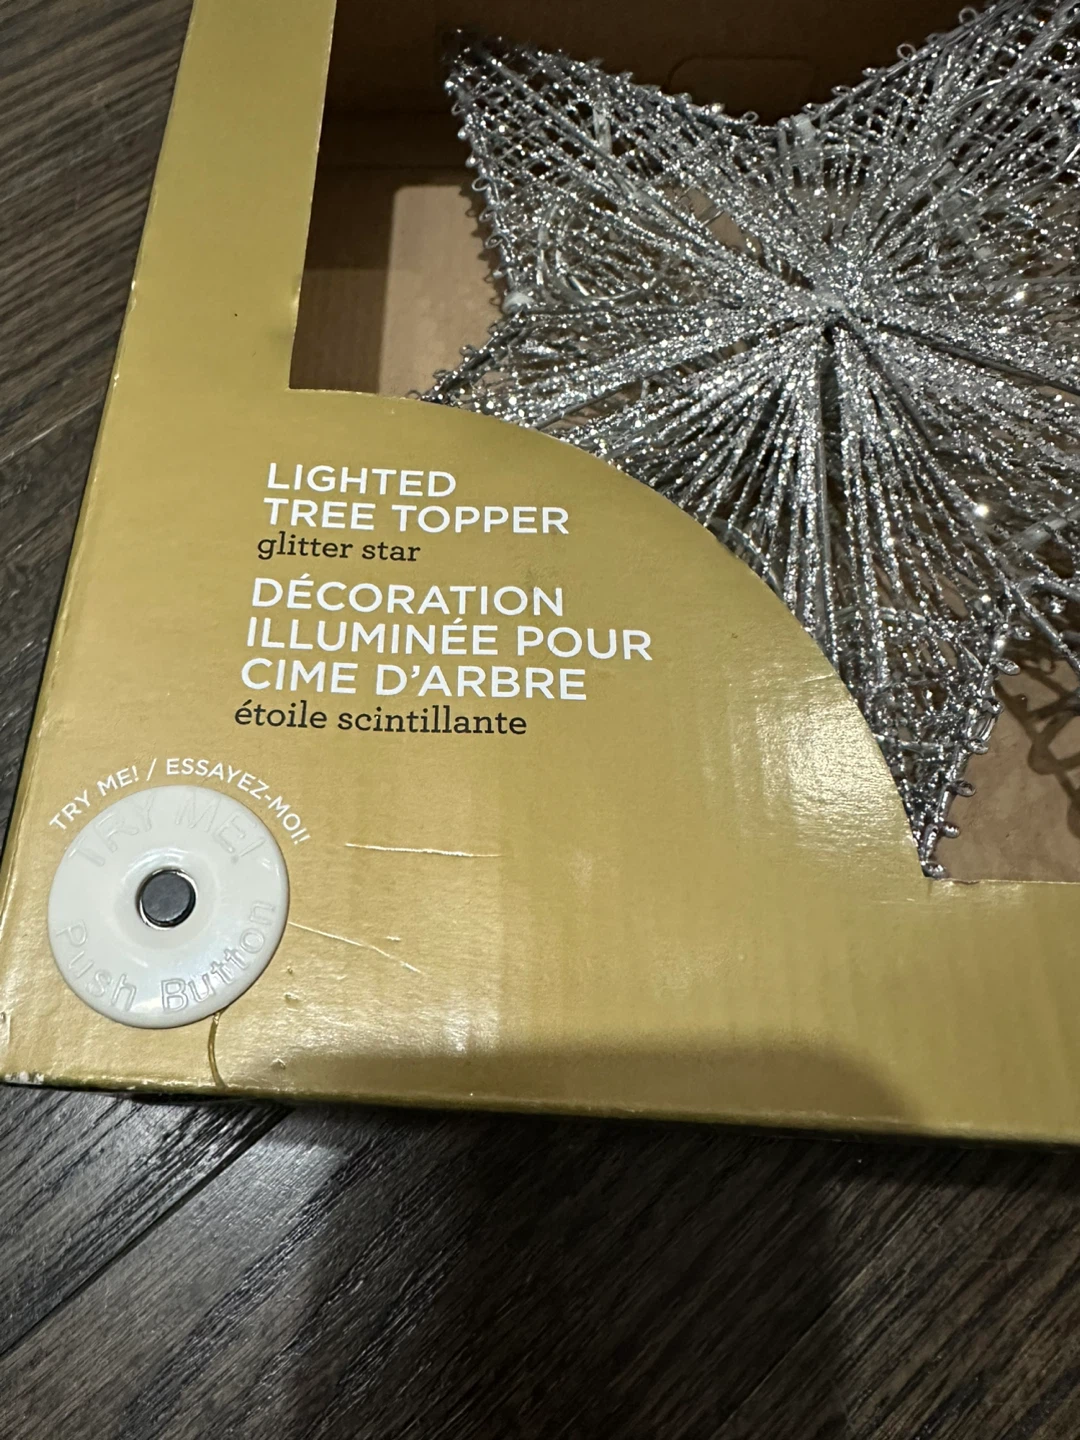 LIGHTED
TREE TOPPER
glitter star
DÉCORATION
ILLUMINÉE POUR
CIME D'ARBRE
étoile scintillante
TRY ME! / ESSAYEZ-MOI!
TRY ME!
Push Button